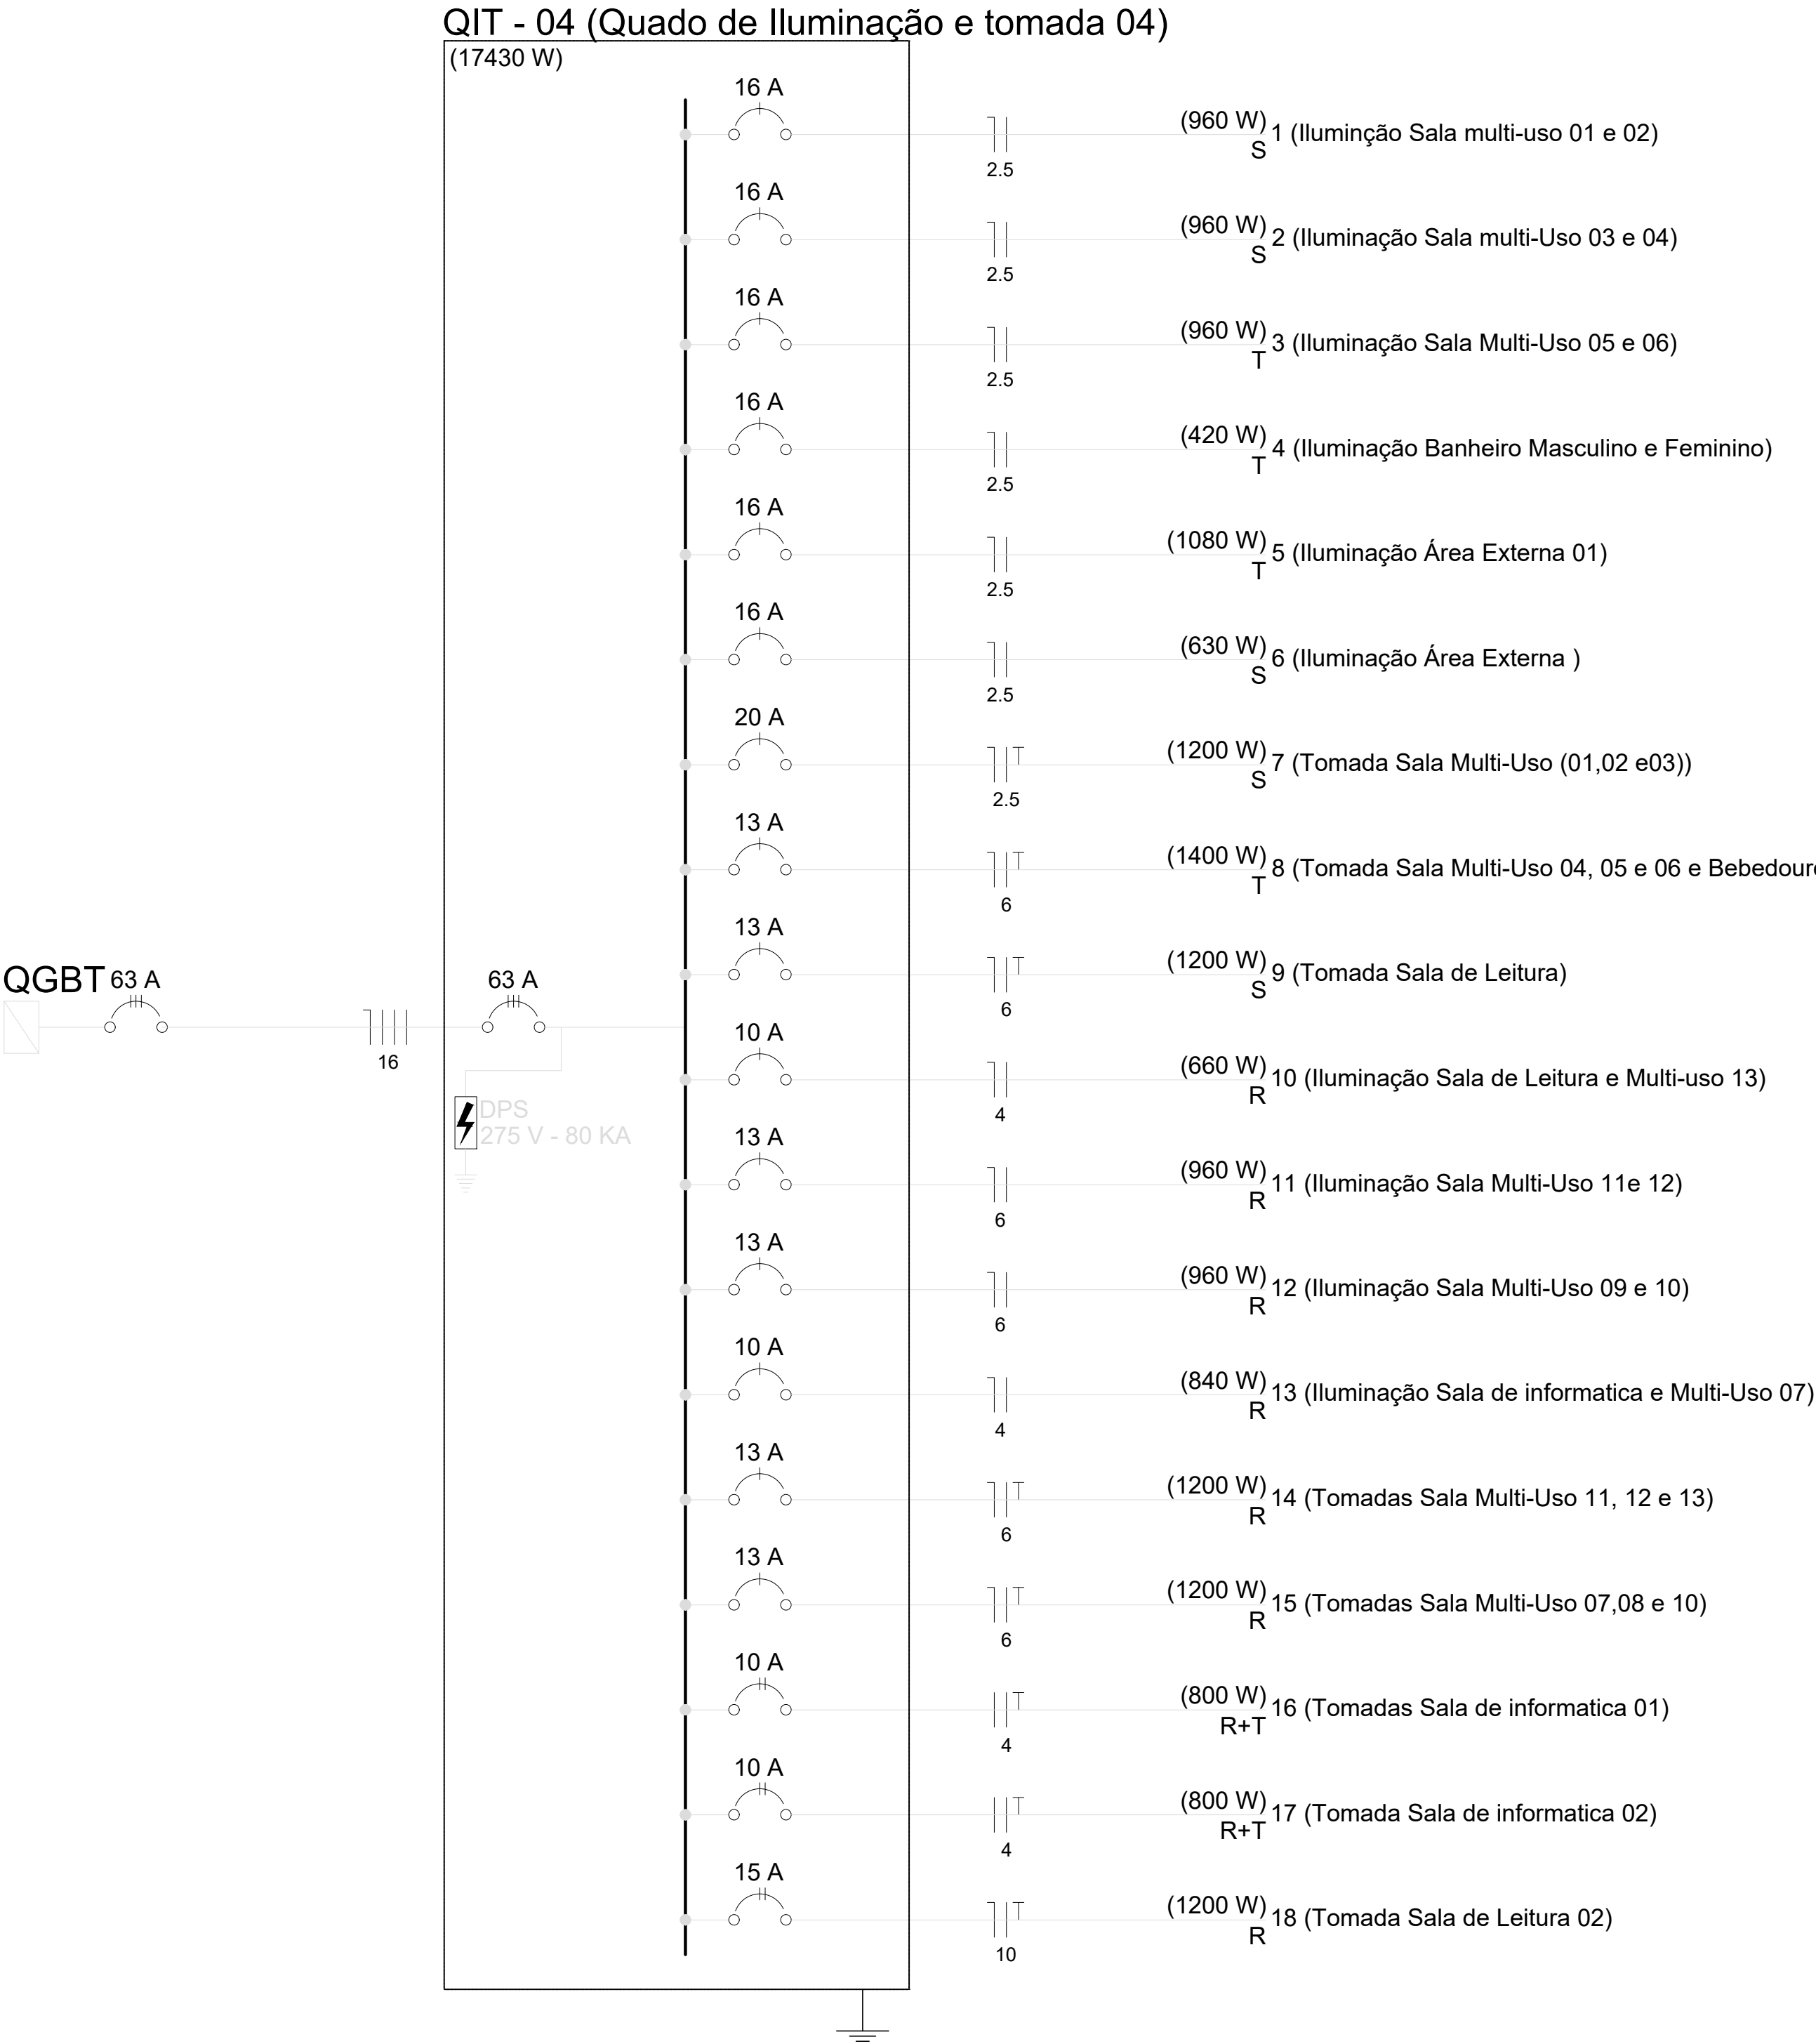 QIT - 04 (Quado de Iluminação e tomada 04)
(17430 W)
16 A
2.5
(960 W)
S
1 (Iluminção Sala multi-uso 01 e 02)
16 A
2.5
(960 W)
S
2 (Iluminação Sala multi-Uso 03 e 04)
16 A
2.5
(960 W)
T
3 (Iluminação Sala Multi-Uso 05 e 06)
16 A
2.5
(420 W)
T
4 (Iluminação Banheiro Masculino e Feminino)
16 A
2.5
(1080 W)
T
5 (Iluminação Área Externa 01)
16 A
2.5
(630 W)
S
6 (Iluminação Área Externa )
20 A
2.5
(1200 W)
S
7 (Tomada Sala Multi-Uso (01,02 e03))
13 A
6
(1400 W)
T
8 (Tomada Sala Multi-Uso 04, 05 e 06 e
13 A
6
(1200 W)
S
9 (Tomada Sala de Leitura)
QGBT
63 A
16
63 A
DPS
275 V - 80 KA
10 A
4
(660 W)
R
10 (Iluminação Sala de Leitura e Multi-uso 13)
13 A
6
(960 W)
R
11 (Iluminação Sala Multi-Uso 11e 12)
13 A
6
(960 W)
R
12 (Iluminação Sala Multi-Uso 09 e 10)
10 A
4
(840 W)
R
13 (Iluminação Sala de informatica e Multi-Uso 07)
13 A
6
(1200 W)
R
14 (Tomadas Sala Multi-Uso 11, 12 e 13)
13 A
6
(1200 W)
R
15 (Tomadas Sala Multi-Uso 07,08 e 10)
10 A
4
(800 W)
R+T
16 (Tomadas Sala de informatica 01)
10 A
4
(800 W)
R+T
17 (Tomada Sala de informatica 02)
15 A
10
(1200 W)
R
18 (Tomada Sala de Leitura 02)